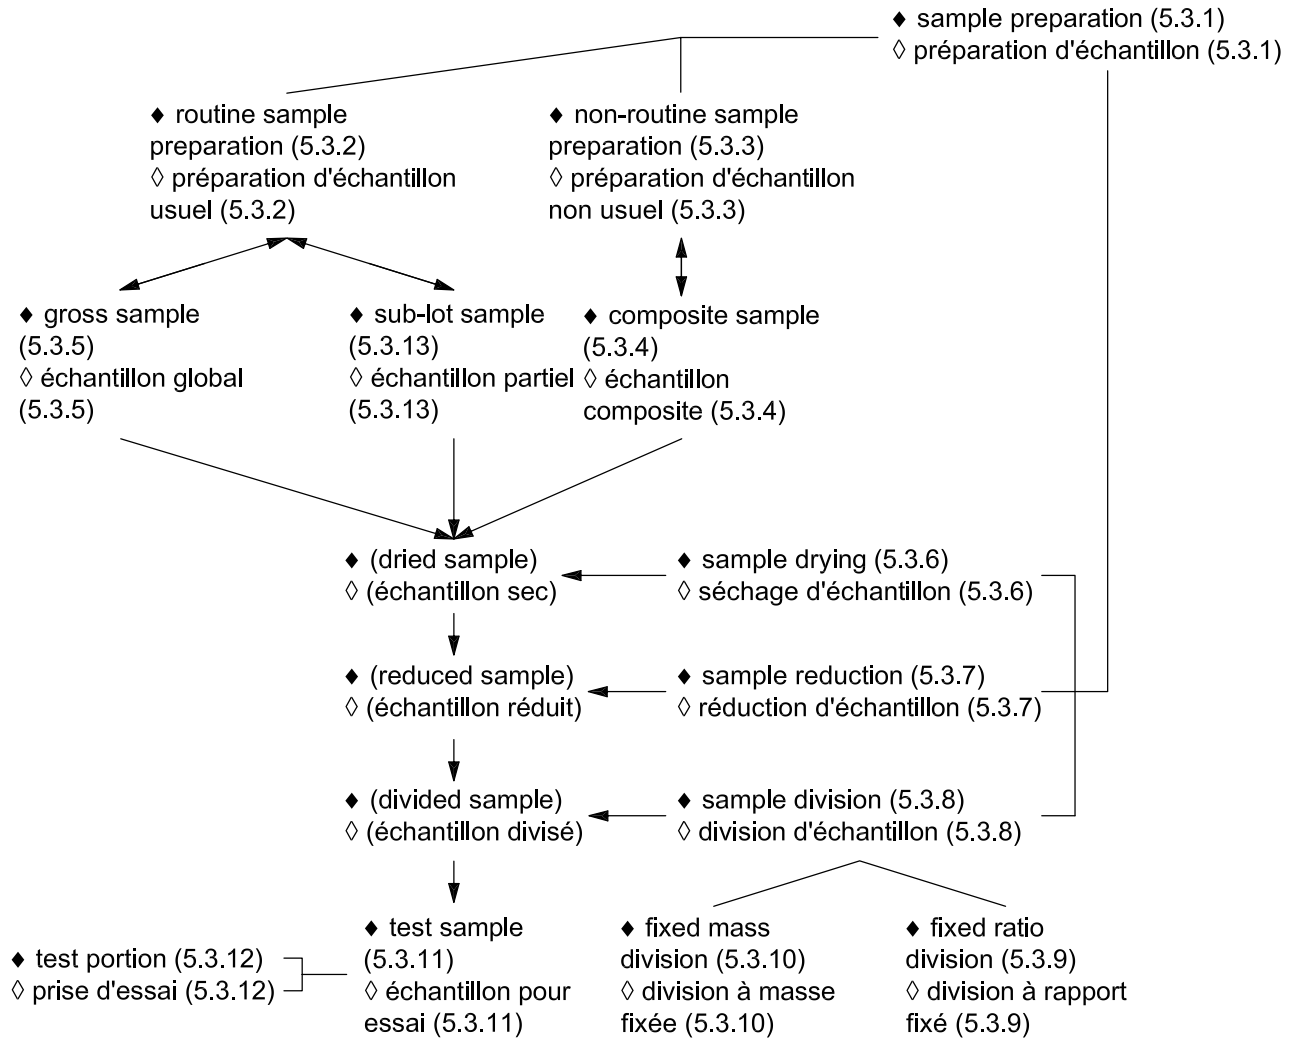 ♦ sample preparation (5.3.1)
◊ préparation d'échantillon (5.3.1)
♦ routine sample
preparation (5.3.2)
◊ préparation d'échantillon
usuel (5.3.2)
♦ non-routine sample
preparation (5.3.3)
◊ préparation d'échantillon
non usuel (5.3.3)
♦ gross sample
(5.3.5)
◊ échantillon global
(5.3.5)
♦ sub-lot sample
(5.3.13)
◊ échantillon partiel
(5.3.13)
♦ composite sample
(5.3.4)
◊ échantillon
composite (5.3.4)
♦ (dried sample)
◊ (échantillon sec)
♦ sample drying (5.3.6)
◊ séchage d'échantillon (5.3.6)
♦ (reduced sample)
◊ (échantillon réduit)
♦ sample reduction (5.3.7)
◊ réduction d'échantillon (5.3.7)
♦ (divided sample)
◊ (échantillon divisé)
♦ sample division (5.3.8)
◊ division d'échantillon (5.3.8)
♦ test portion (5.3.12)
◊ prise d'essai (5.3.12)
♦ test sample
(5.3.11)
◊ échantillon pour
essai (5.3.11)
♦ fixed mass
division (5.3.10)
◊ division à masse
fixée (5.3.10)
♦ fixed ratio
division (5.3.9)
◊ division à rapport
fixé (5.3.9)